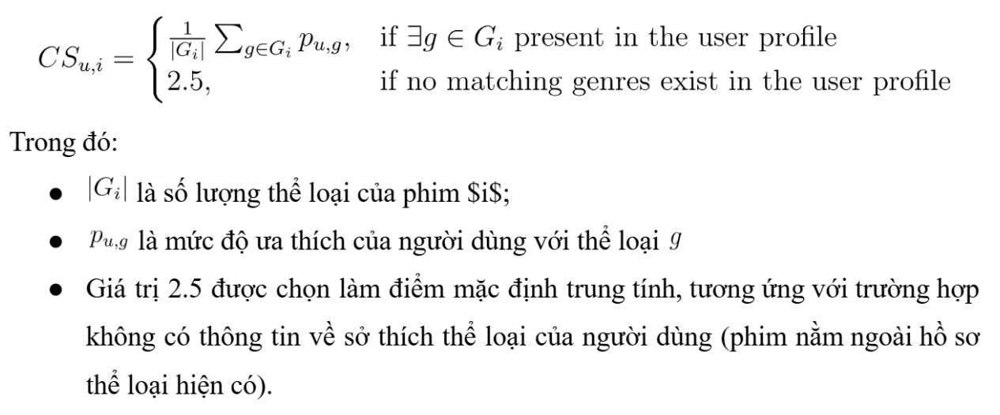 $CS_{u,i} = \begin{cases} \frac{1}{|G_i|} \sum_{g \in G_i} p_{u,g}, & \text{if } \exists g \in G_i \text{ present in the user profile} \\ 2.5, & \text{if no matching genres exist in the user profile} \end{cases}$
Trong đó:
● $|G_i|$ là số lượng thể loại của phim $i$;
● $p_{u,g}$ là mức độ ưa thích của người dùng với thể loại $g$
● Giá trị 2.5 được chọn làm điểm mặc định trung tính, tương ứng với trường hợp
không có thông tin về sở thích thể loại của người dùng (phim nằm ngoài hồ sơ
thể loại hiện có).